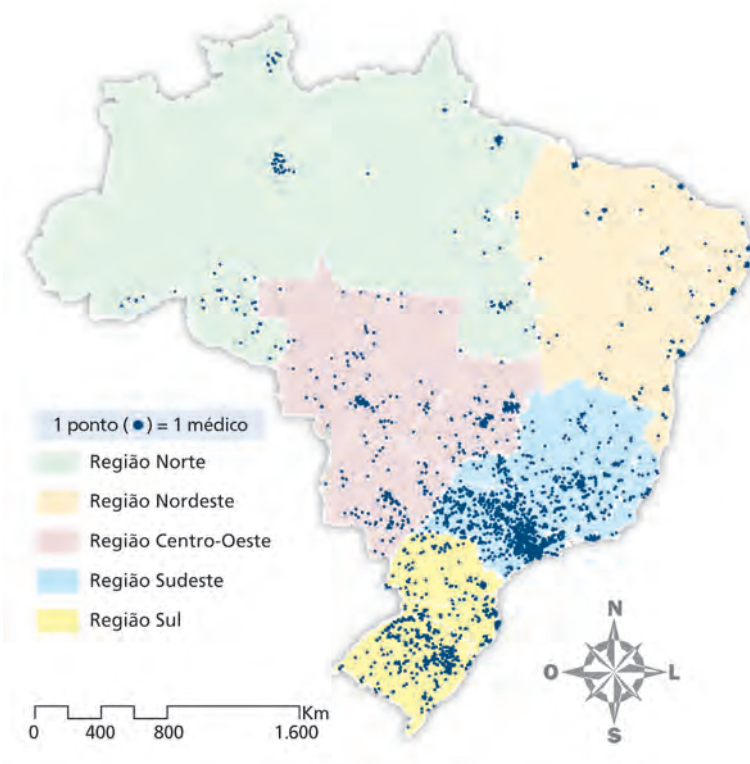 1 ponto (●) = 1 médico
Região Norte
Região Nordeste
Região Centro-Oeste
Região Sudeste
Região Sul
N
O L
S
Km
0 400 800 1.600